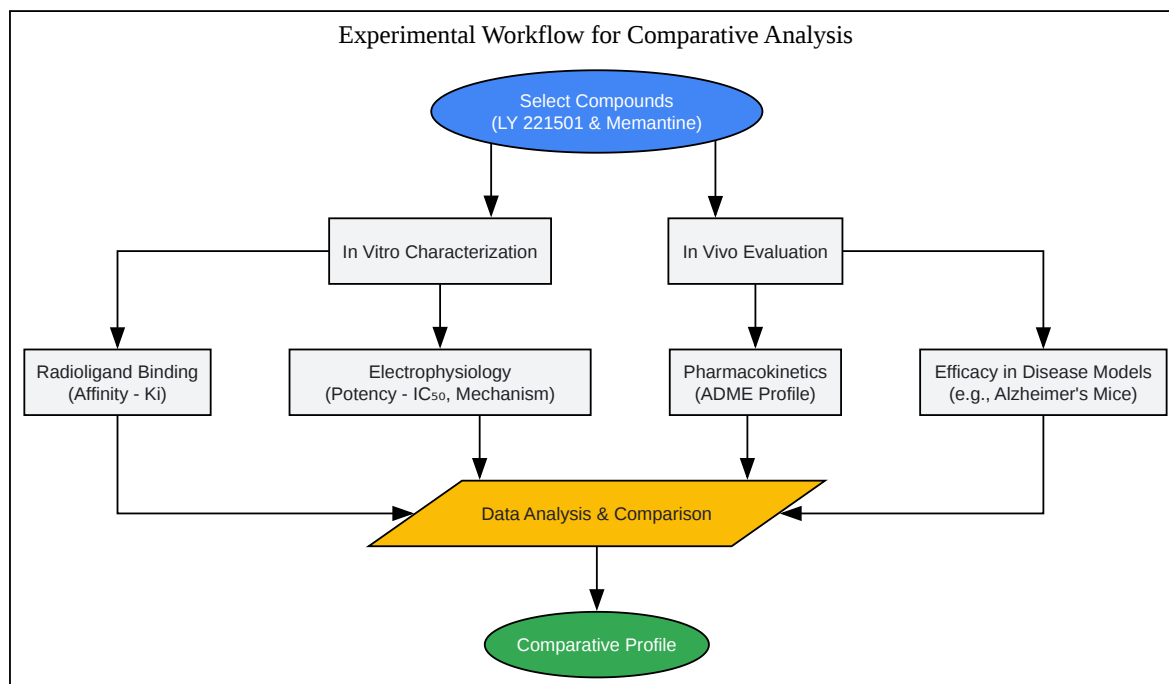 Experimental Workflow for Comparative Analysis
Select Compounds
(LY 221501 & Memantine)
In Vitro Characterization
In Vivo Evaluation
Radioligand Binding
(Affinity - Ki)
Electrophysiology
(Potency - IC₅₀, Mechanism)
Pharmacokinetics
(ADME Profile)
Efficacy in Disease Models
(e.g., Alzheimer's Mice)
Data Analysis & Comparison
Comparative Profile